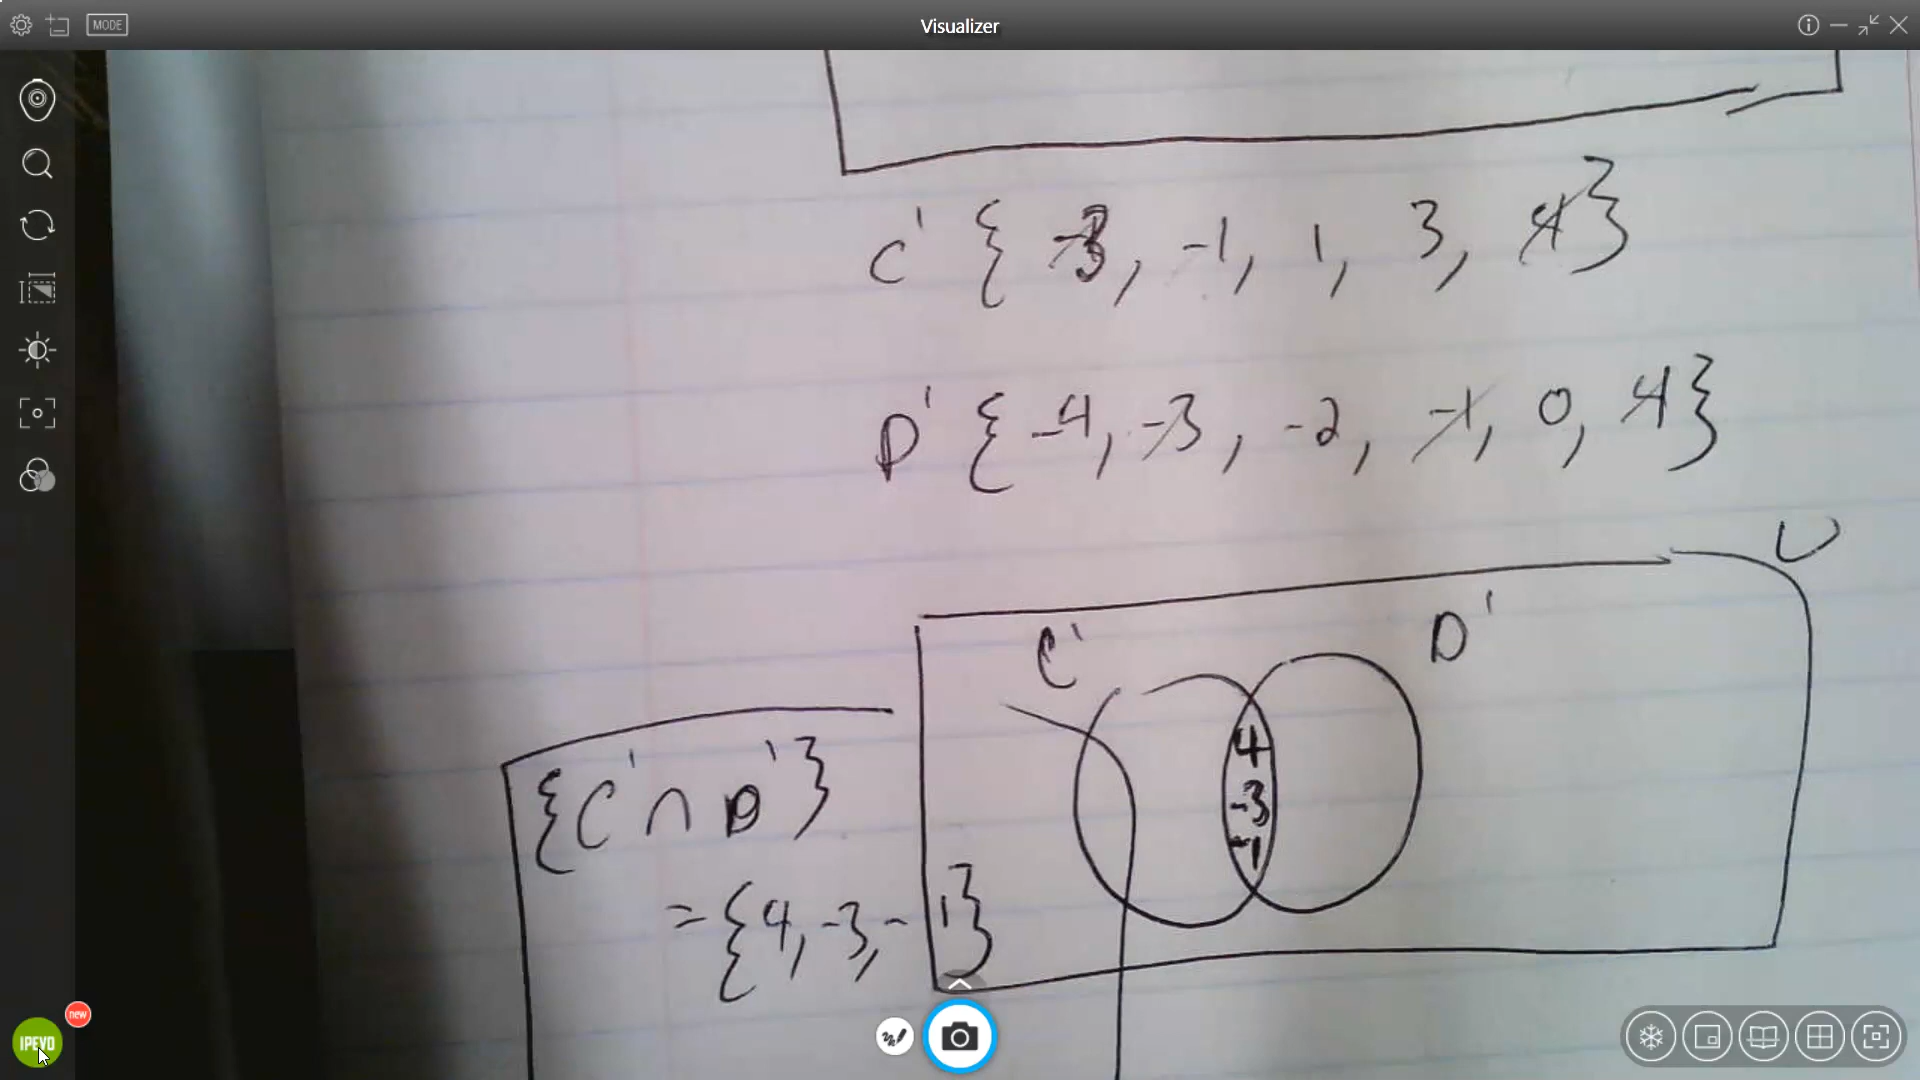 MODE
Visualizer
C' { -3, -1, 1, 3, 4}
D' { -4, -3, -2, -1, 0, 4}
U
C' D'
4
-3
-1
{C' ∩ D'}
= {4, -3, -1}
new
IPEVO